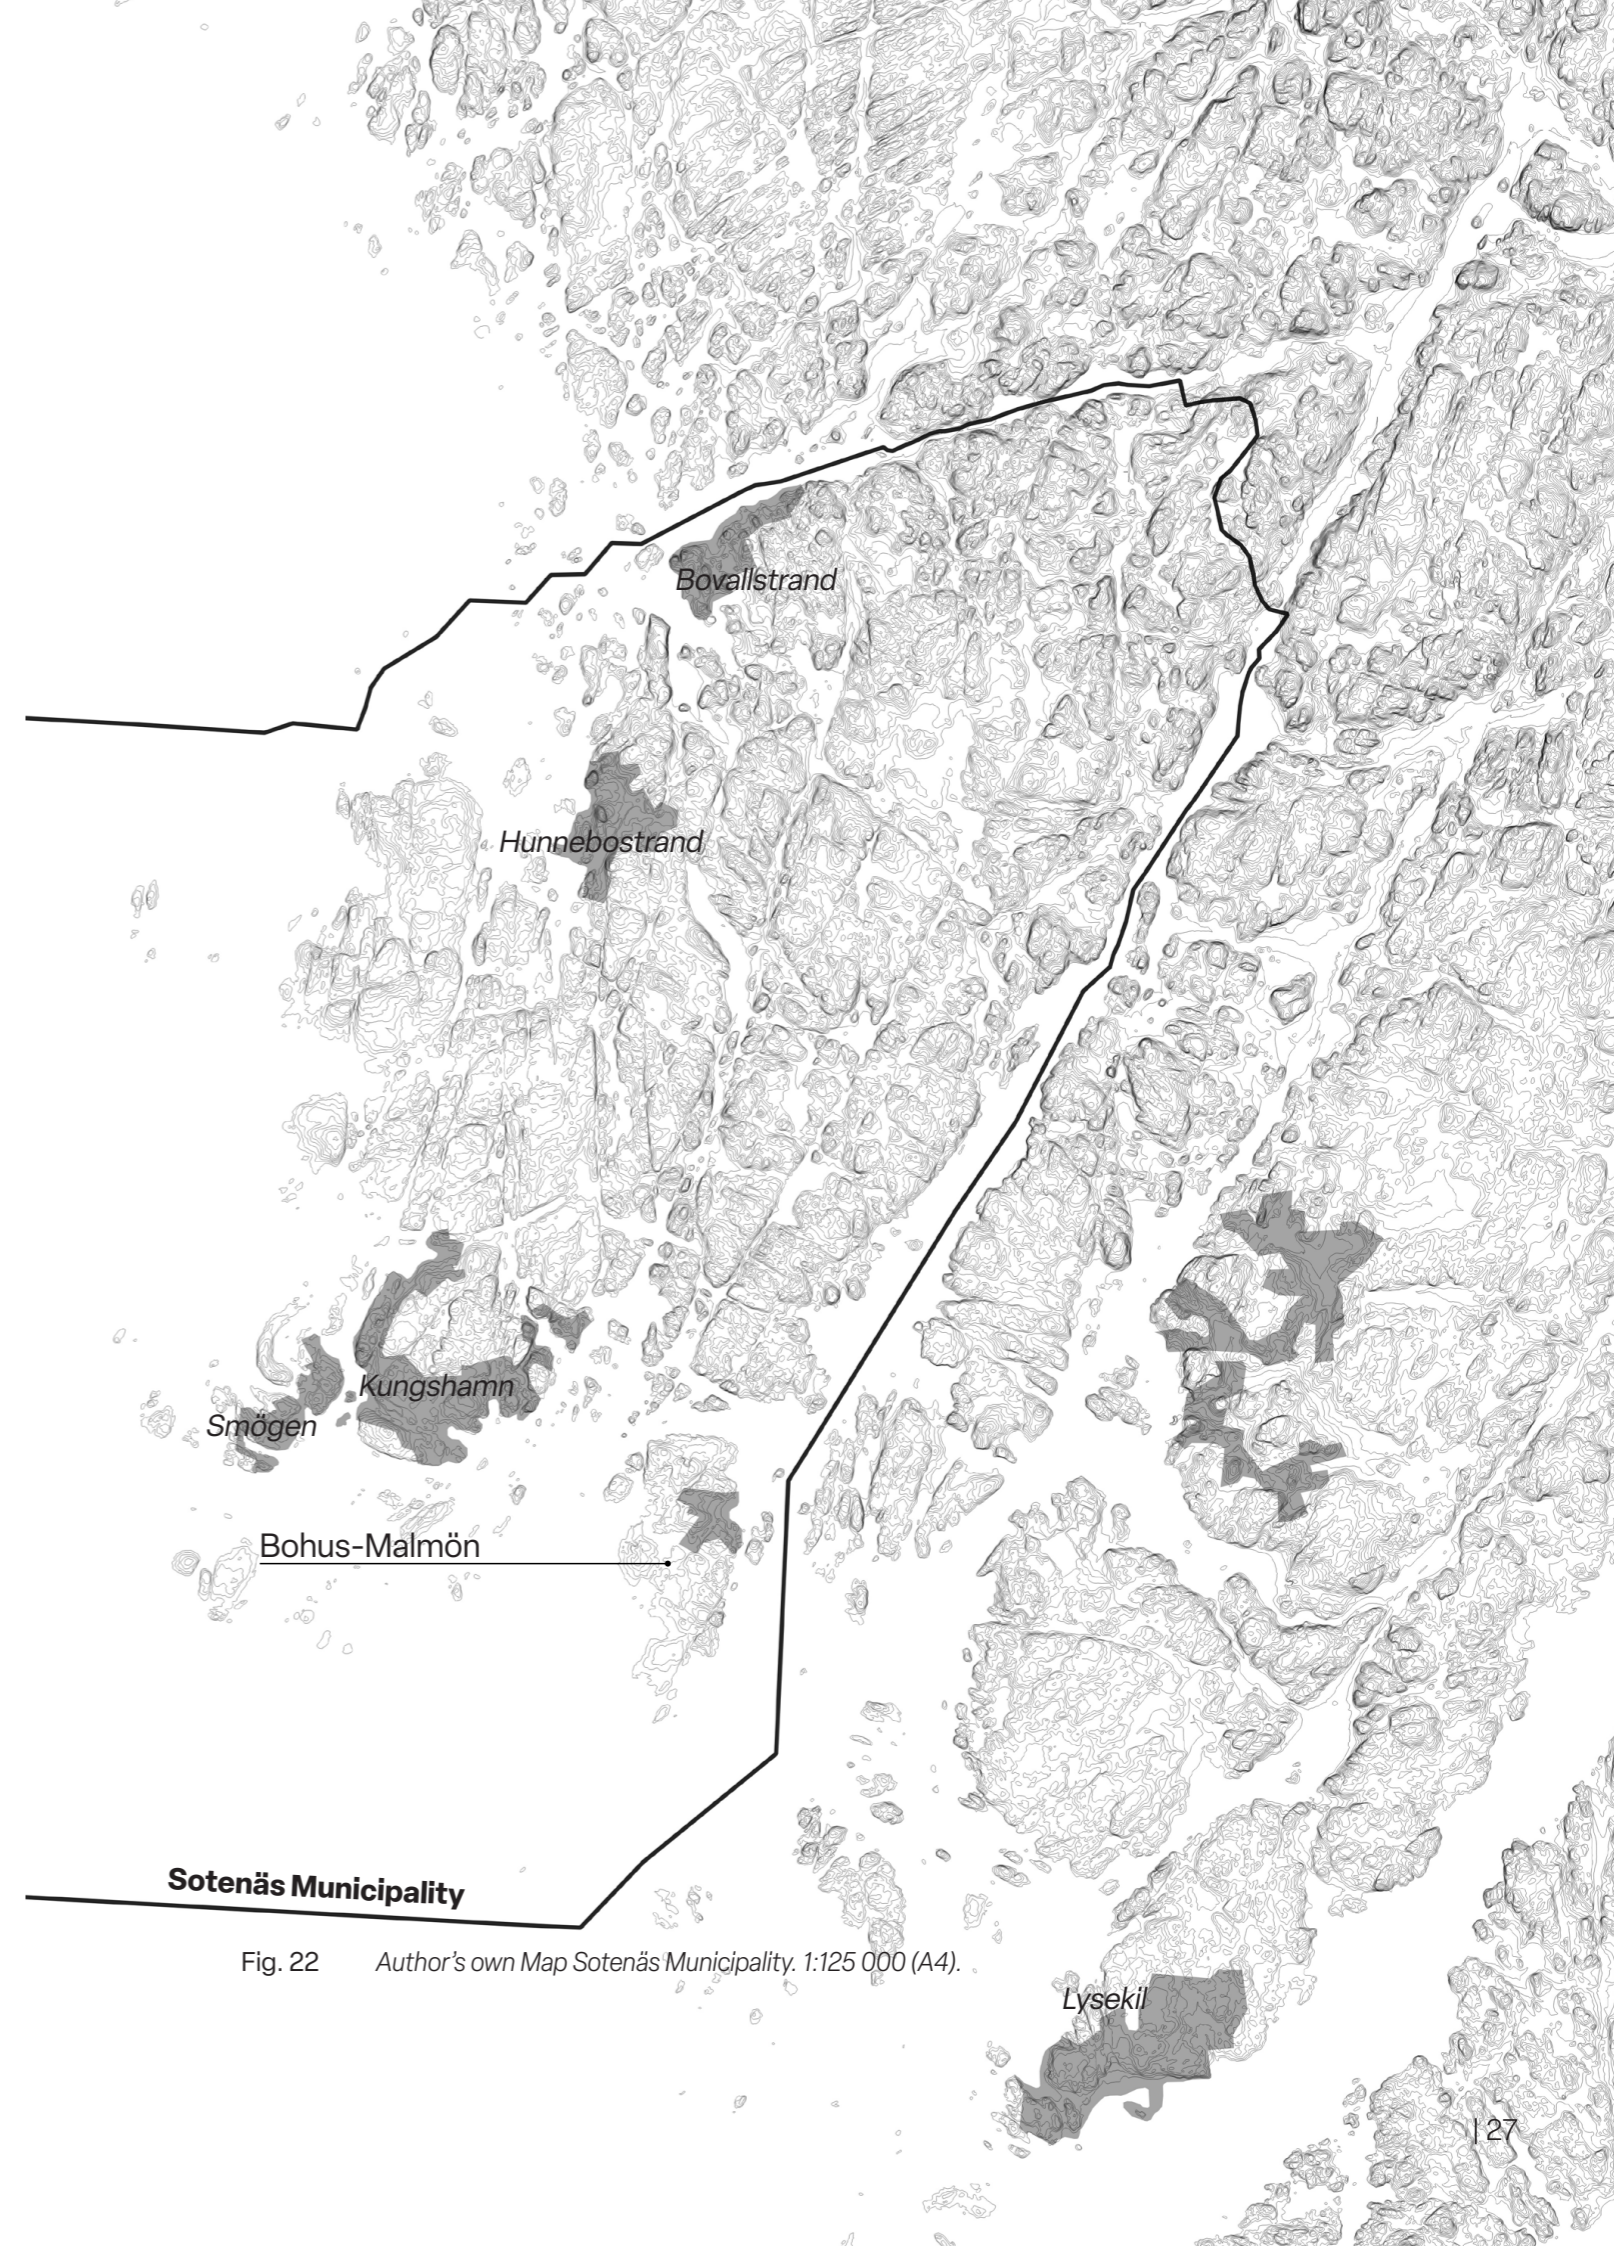 Bovallstrand
Hunnebostrand
Kungshamn
Smögen
Bohus-Malmön
Sotenäs Municipality
Fig. 22 Author's own Map Sotenäs Municipality. 1:125 000 (A4).
Lysekil
| 27